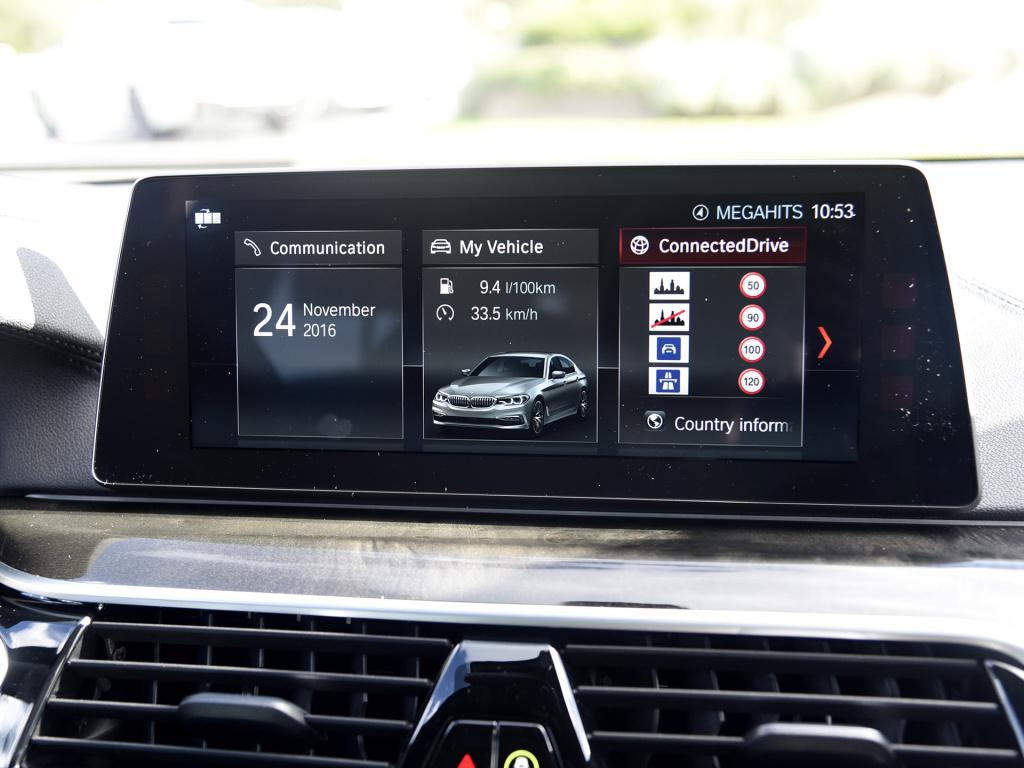 MEGAHITS 10:53
Communication
24 November
2016
My Vehicle
9.4 l/100km
33.5 km/h
ConnectedDrive
50
90
100
120
Country inform